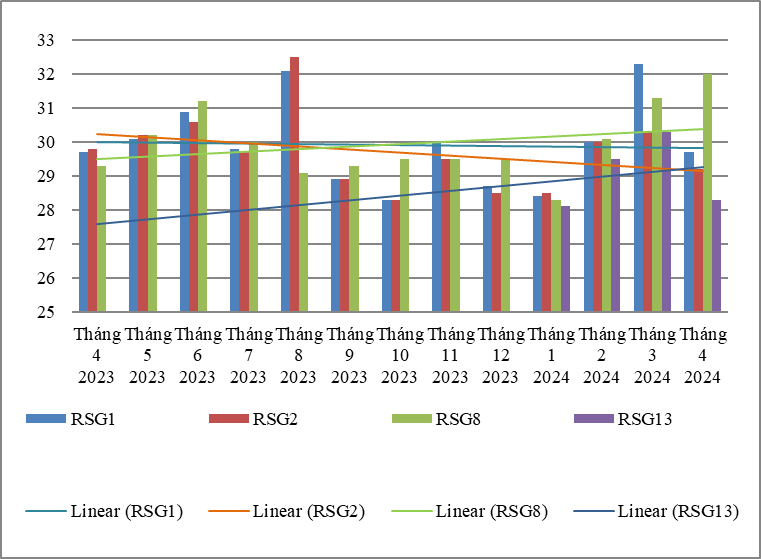 33
32
31
30
29
28
27
26
25
Tháng Tháng Tháng Tháng Tháng Tháng Tháng Tháng Tháng Tháng Tháng Tháng Tháng
4 5 6 7 8 9 10 11 12 1 2 3 4
2023 2023 2023 2023 2023 2023 2023 2023 2023 2024 2024 2024 2024
RSG1 RSG2 RSG8 RSG13
Linear (RSG1) Linear (RSG2) Linear (RSG8) Linear (RSG13)